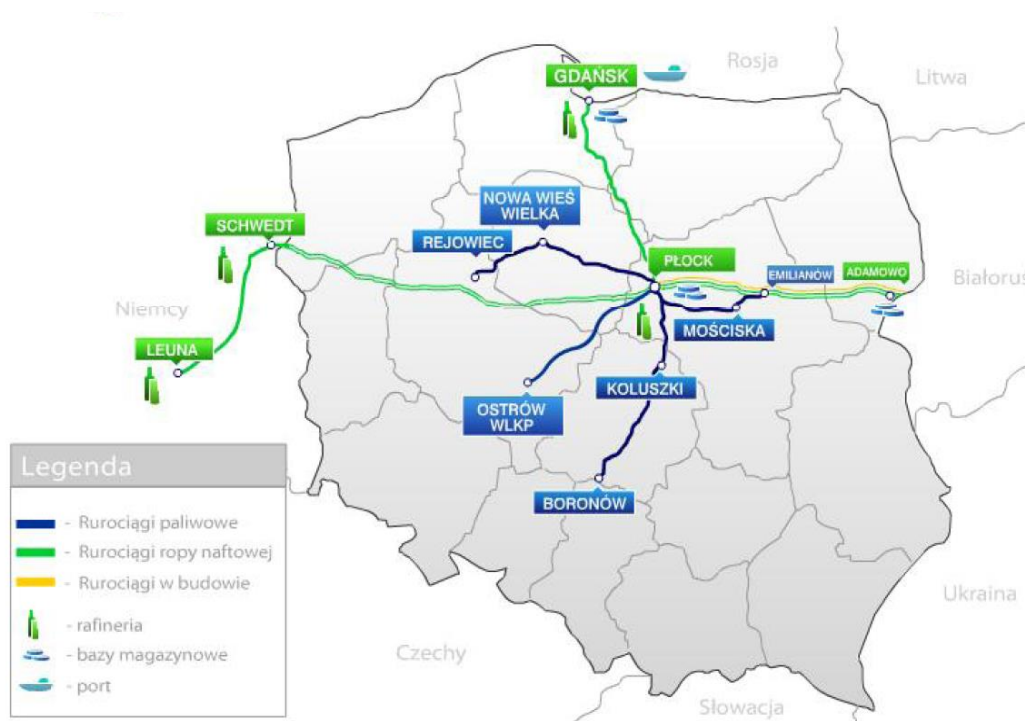 Rosja
Litwa
GDAŃSK
NOWA WIEŚ
WIELKA
SCHWEDT
REJOWIEC
PŁOCK
EMILIANÓW
ADAMOWO
Białoruś
Niemcy
MOŚCISKA
LEUNA
KOLUSZKI
OSTRÓW
WLKP
Legenda
BORONÓW
- Rurociągi paliwowe
- Rurociągi ropy naftowej
- Rurociągi w budowie
- rafineria
- bazy magazynowe
- port
Ukraina
Czechy
Słowacja